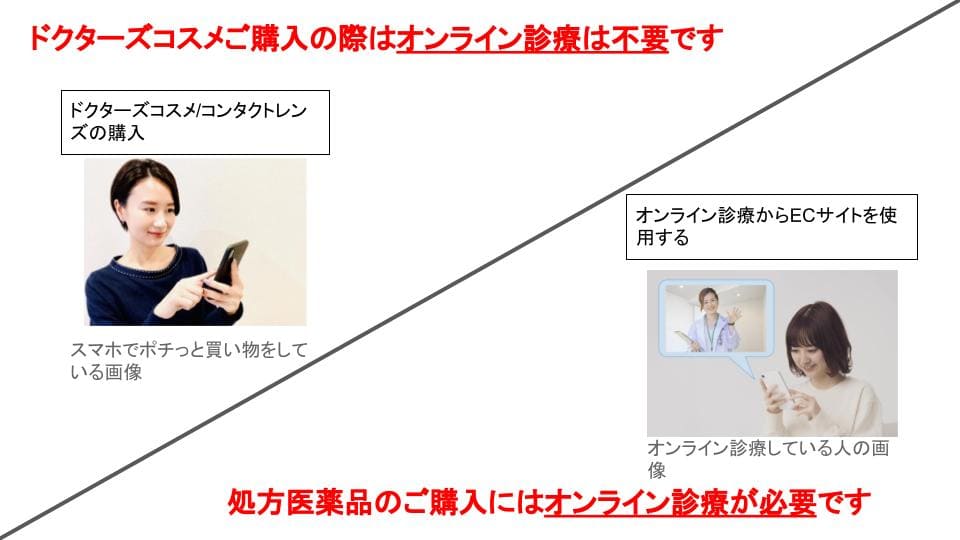 ドクターズコスメご購入の際はオンライン診療は不要です
ドクターズコスメ/コンタクトレン
ズの購入
スマホでポチっと買い物をして
いる画像
オンライン診療からECサイトを使
用する
オンライン診療している人の画
像
処方医薬品のご購入にはオンライン診療が必要です